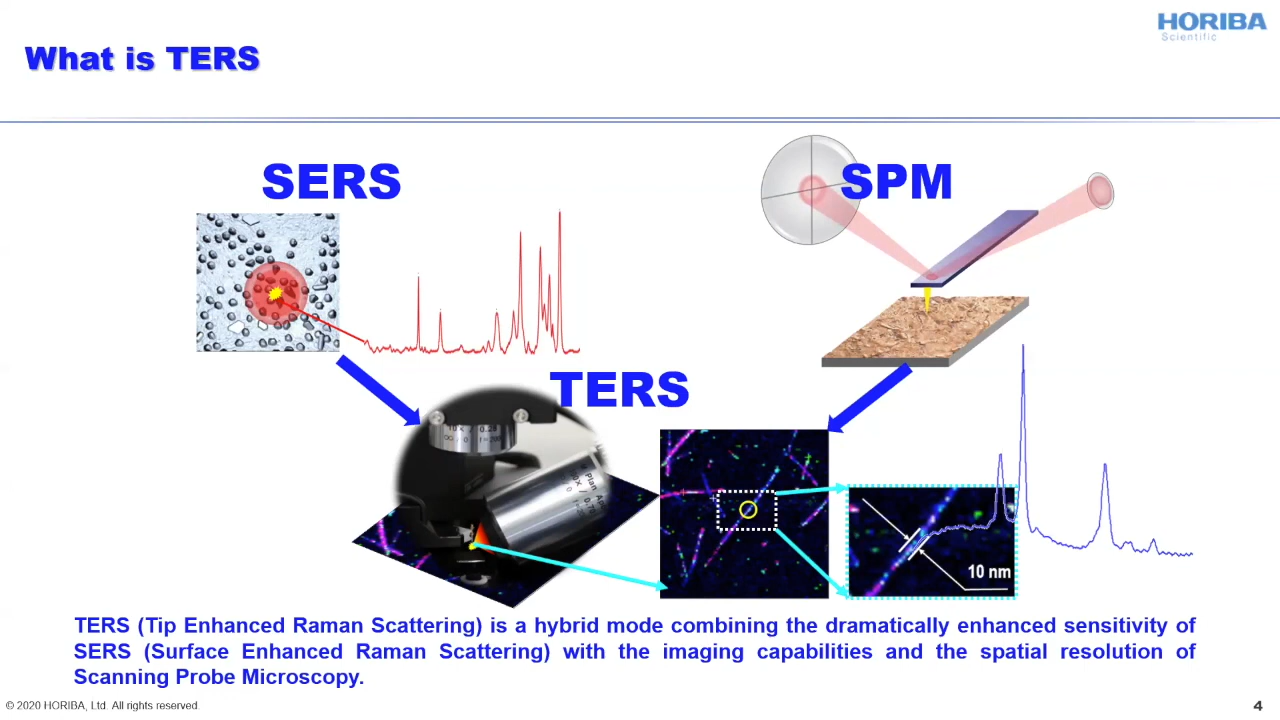 HORIBA
Scientific
What is TERS
SERS
SPM
TERS
10 nm
TERS (Tip Enhanced Raman Scattering) is a hybrid mode combining the dramatically enhanced sensitivity of
SERS (Surface Enhanced Raman Scattering) with the imaging capabilities and the spatial resolution of
Scanning Probe Microscopy.
© 2020 HORIBA, Ltd. All rights reserved.
4